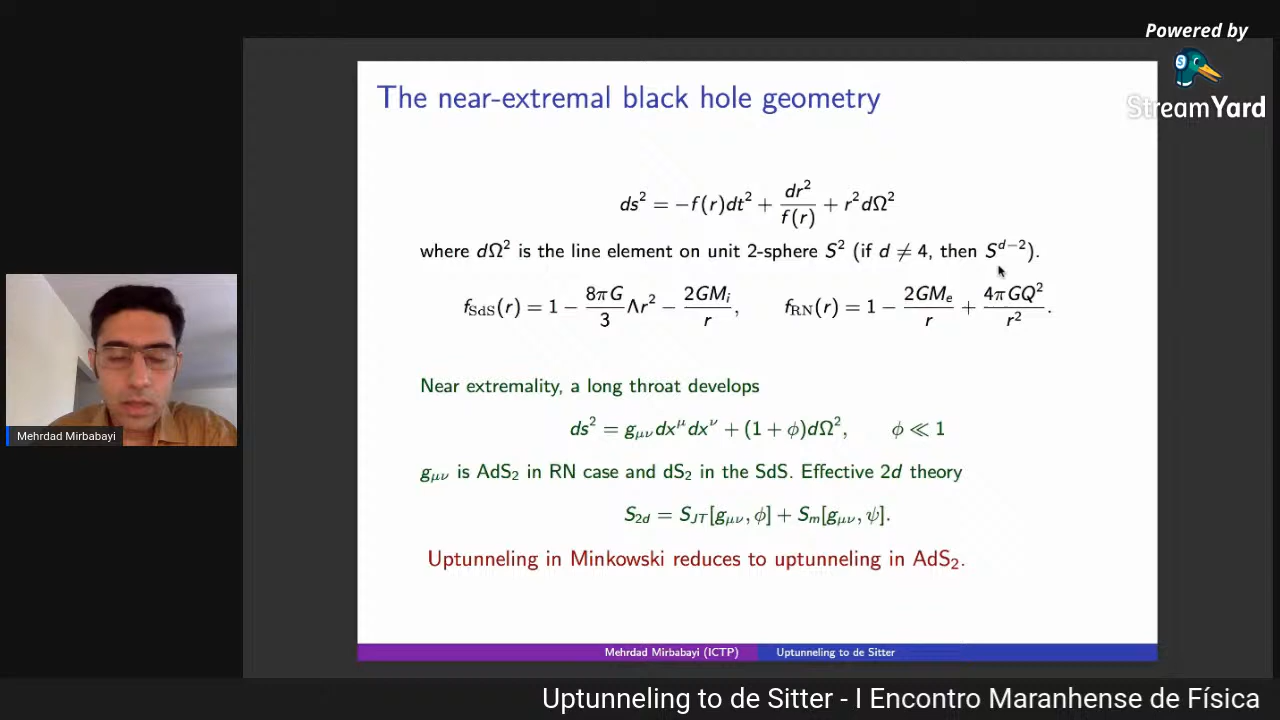 Powered by
StreamYard
The near-extremal black hole geometry
ds² = −f(r)dt² + dr²/f(r) + r²dΩ²
where dΩ² is the line element on unit 2-sphere S² (if d ≠ 4, then S^{d−2}).
f_SdS(r) = 1 − 8πG/3 Λr² − 2GM_i/r,   f_RN(r) = 1 − 2GM_e/r + 4πGQ²/r².
Near extremality, a long throat develops
ds² = g_μν dx^μ dx^ν + (1 + ϕ)dΩ²,   ϕ ≪ 1
g_μν is AdS₂ in RN case and dS₂ in the SdS. Effective 2d theory
S_2d = S_JT[g_μν, ϕ] + S_m[g_μν, ψ].
Uptunneling in Minkowski reduces to uptunneling in AdS₂.
Mehrdad Mirbabayi
Mehrdad Mirbabayi (ICTP)   Uptunneling to de Sitter
Uptunneling to de Sitter - I Encontro Maranhense de Física